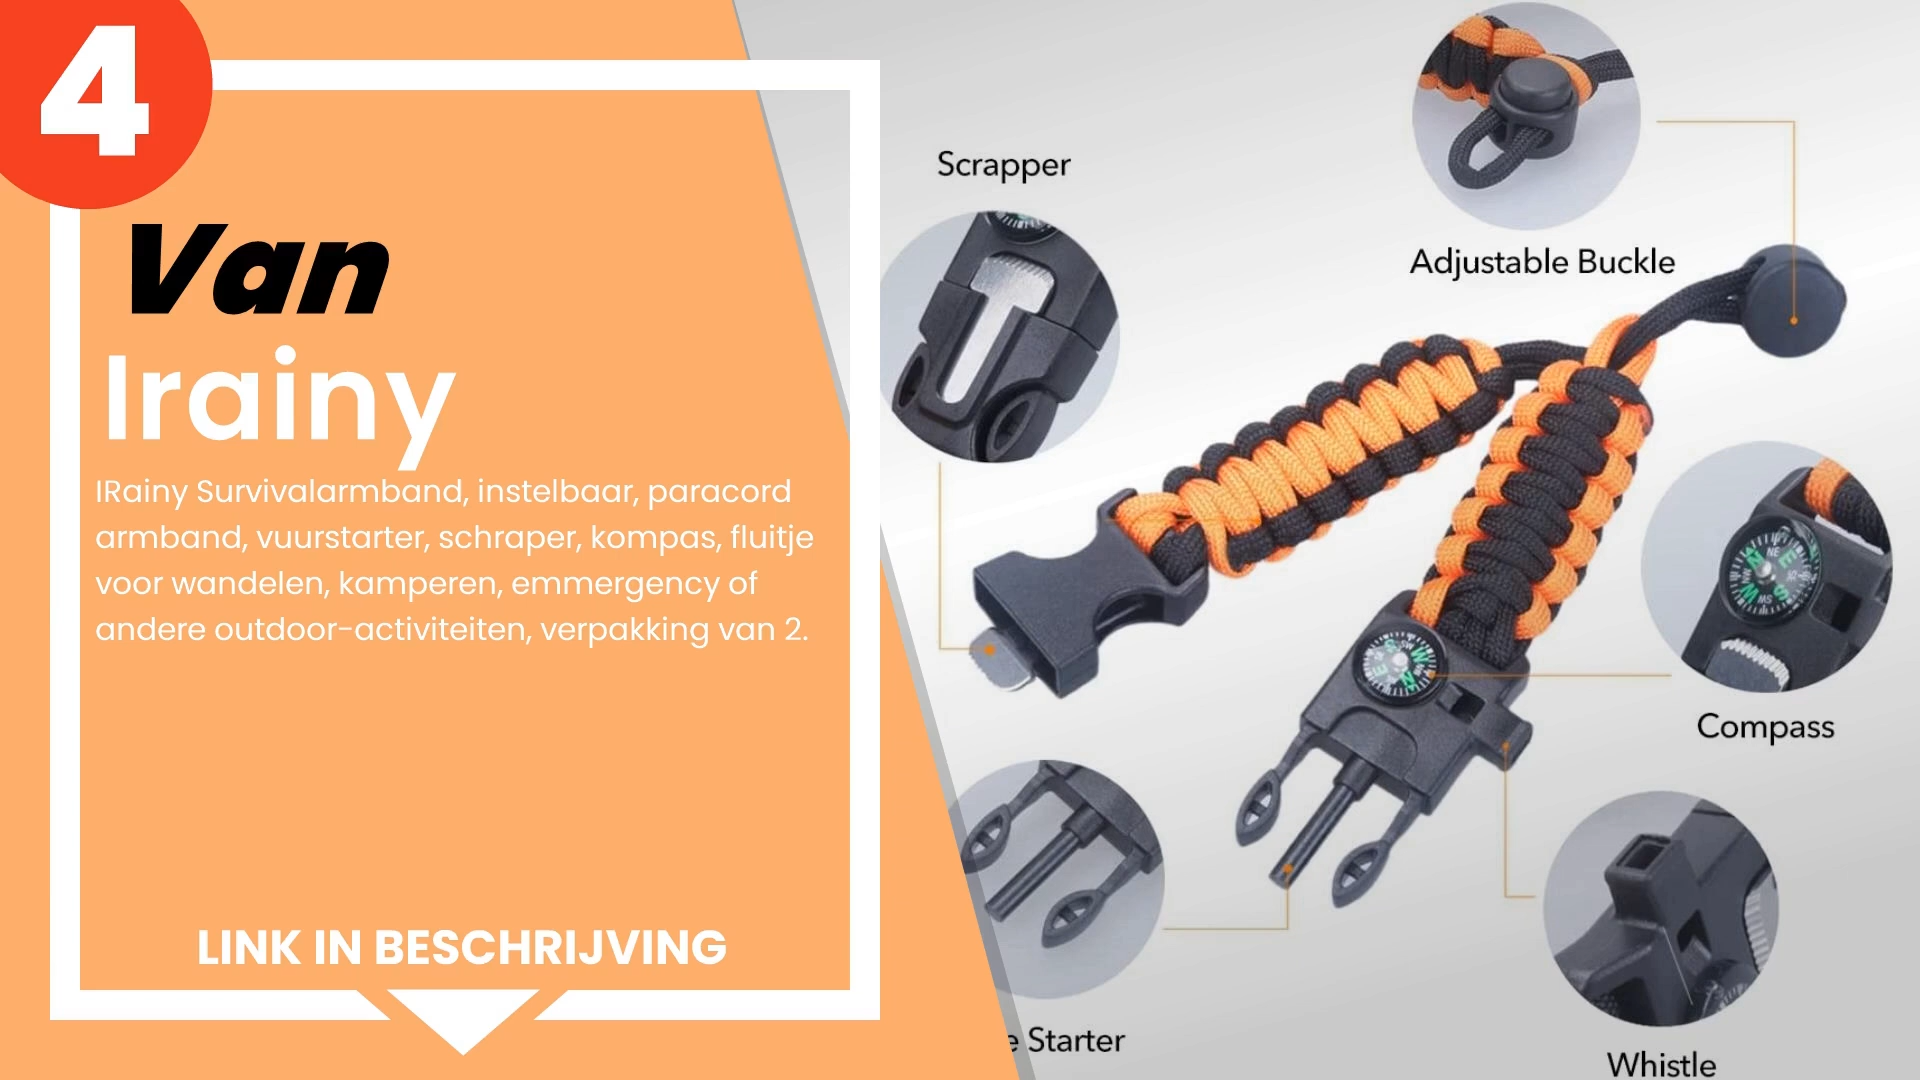 4
Van
Irainy
IRainy Survivalarmband, instelbaar, paracord
armband, vuurstarter, schraper, kompas, fluitje
voor wandelen, kamperen, emmergency of
andere outdoor-activiteiten, verpakking van 2.
LINK IN BESCHRIJVING
Scrapper
Adjustable Buckle
Compass
e Starter
Whistle